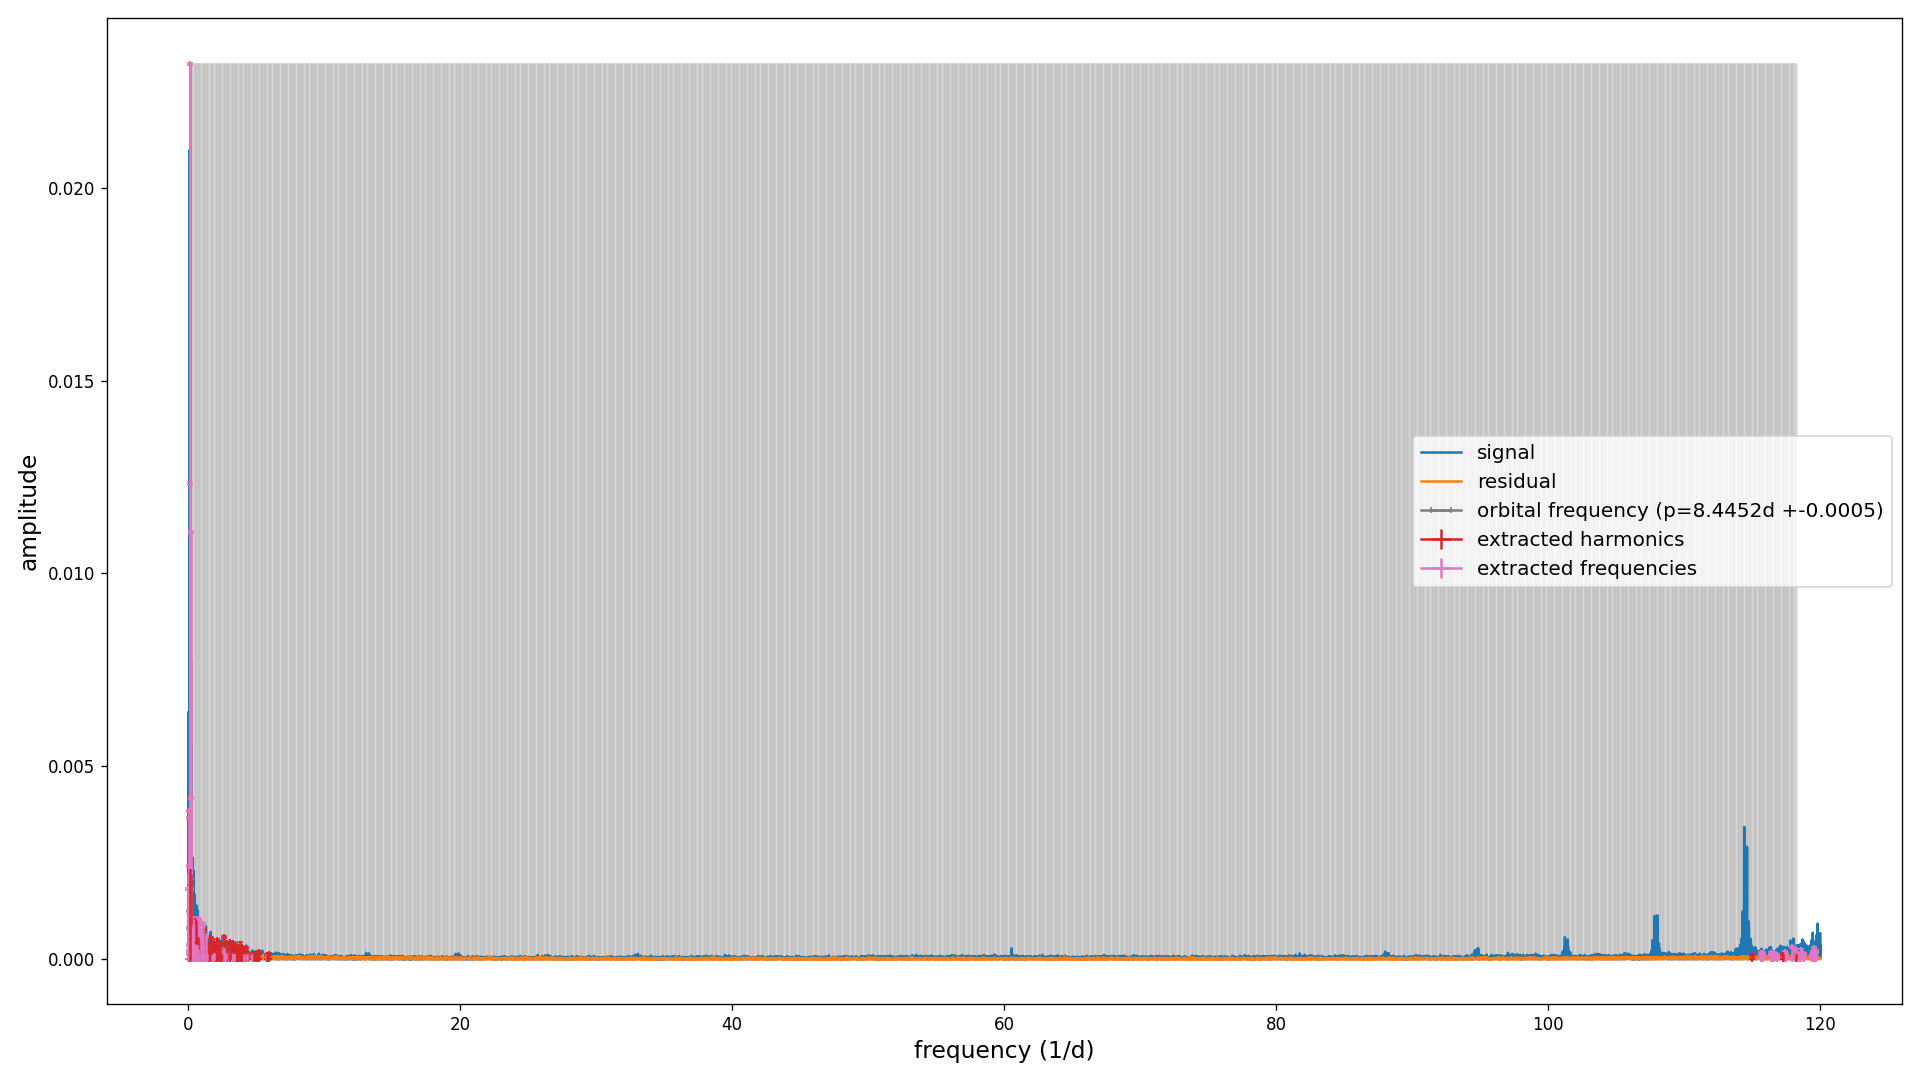 0.020
0.015
0.010
0.005
0.000
amplitude
signal
residual
orbital frequency (p=8.4452d +-0.0005)
extracted harmonics
extracted frequencies
0 20 40 60 80 100 120
frequency (1/d)